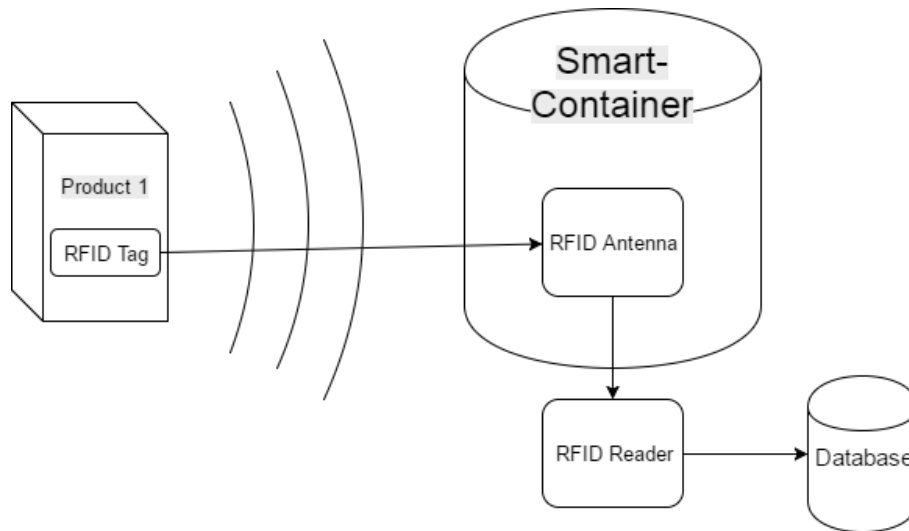 Smart-
Container
Product 1
RFID Tag
RFID Antenna
RFID Reader
Database